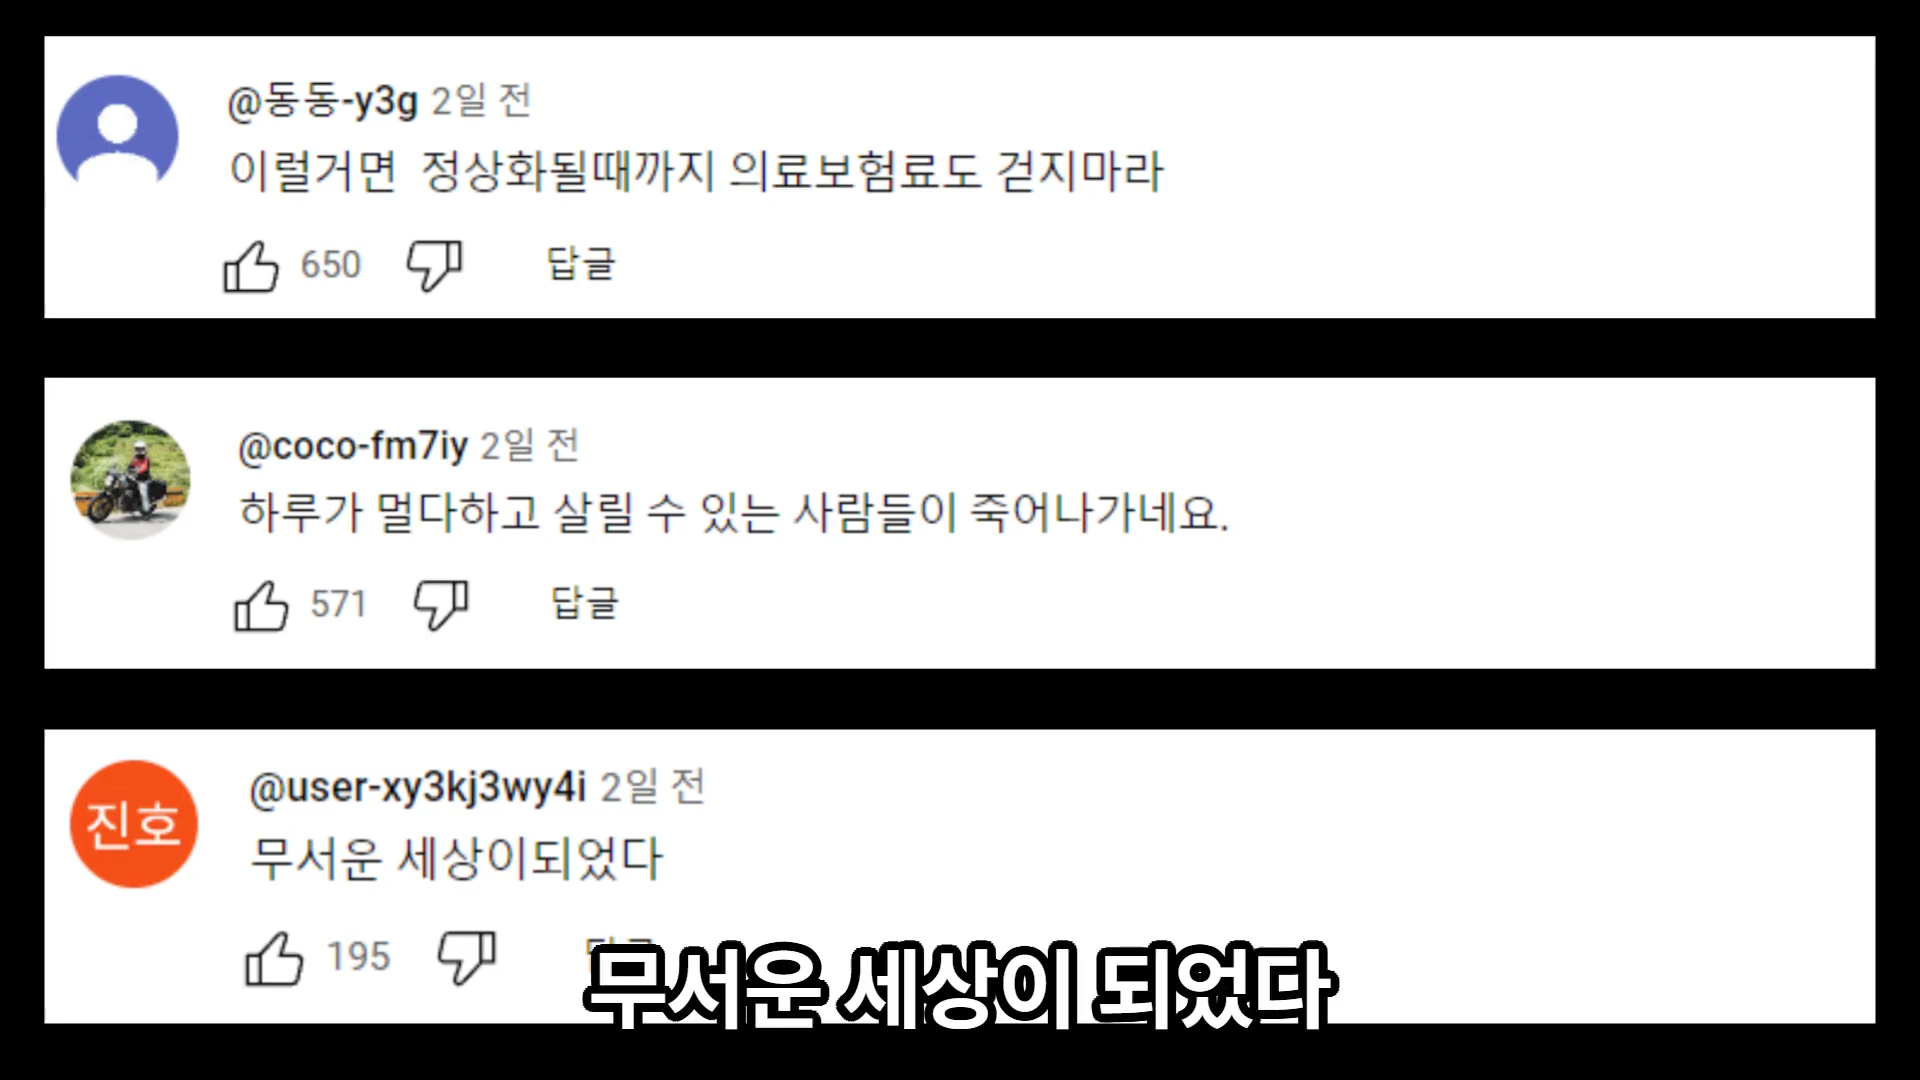 @동동-y3g 2일 전
이럴거면 정상화될때까지 의료보험료도 걷지마라
650 답글
@coco-fm7iy 2일 전
하루가 멀다하고 살릴 수 있는 사람들이 죽어나가네요.
571 답글
진호
@user-xy3kj3wy4i 2일 전
무서운 세상이되었다
195
무서운 세상이 되었다